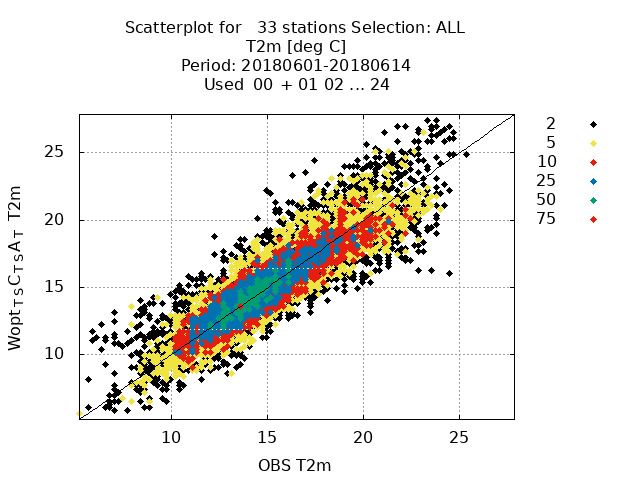 Scatterplot for   33 stations Selection: ALL
T2m [deg C]
Period: 20180601-20180614
Used  00 + 01 02 ... 24
2
5
10
25
50
75
25
20
15
10
Wopt_T_SC_T_SA_T  T2m
10 15 20 25
OBS T2m